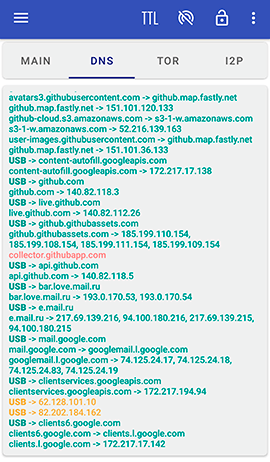 TTL
MAIN DNS TOR I2P
avatars3.githubusercontent.com -> github.map.fastly.net
github.map.fastly.net -> 151.101.120.133
github-cloud.s3.amazonaws.com -> s3-1-w.amazonaws.com
s3-1-w.amazonaws.com -> 52.216.139.163
user-images.githubusercontent.com -> github.map.fastly.net
github.map.fastly.net -> 151.101.36.133
USB -> content-autofill.googleapis.com
content-autofill.googleapis.com -> 172.217.17.138
USB -> github.com
github.com -> 140.82.118.3
USB -> live.github.com
live.github.com -> 140.82.112.26
USB -> github.githubassets.com
github.githubassets.com -> 185.199.110.154,
185.199.108.154, 185.199.111.154, 185.199.109.154
collector.githubapp.com
USB -> api.github.com
api.github.com -> 140.82.118.5
USB -> bar.love.mail.ru
bar.love.mail.ru -> 193.0.170.53, 193.0.170.54
USB -> e.mail.ru
e.mail.ru -> 217.69.139.216, 94.100.180.216, 217.69.139.215,
94.100.180.215
USB -> mail.google.com
mail.google.com -> googlemail.l.google.com
googlemail.l.google.com -> 74.125.24.17, 74.125.24.18,
74.125.24.83, 74.125.24.19
USB -> clientservices.googleapis.com
clientservices.googleapis.com -> 172.217.194.94
USB -> 62.128.101.10
USB -> 82.202.184.162
USB -> clients6.google.com
clients6.google.com -> clients.l.google.com
clients.l.google.com -> 172.217.17.142